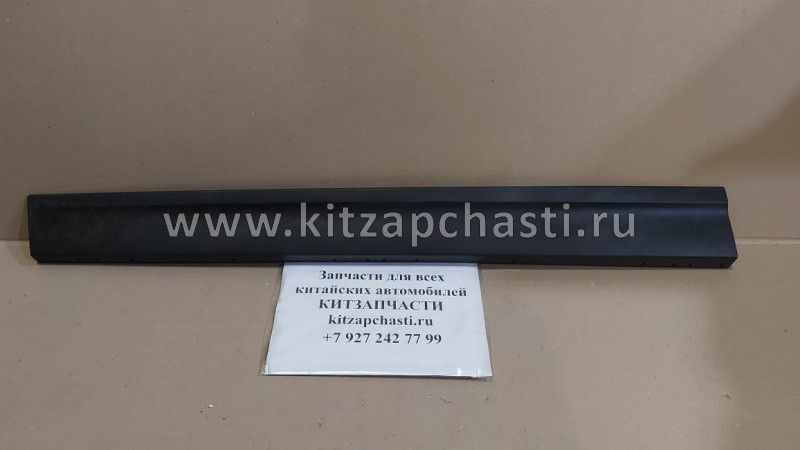 www.kitzapchasti.ru
Запчасти для всех
китайских автомобилей
КИТЗАПЧАСТИ
kitzapchasti.ru
+7 927 242 77 99